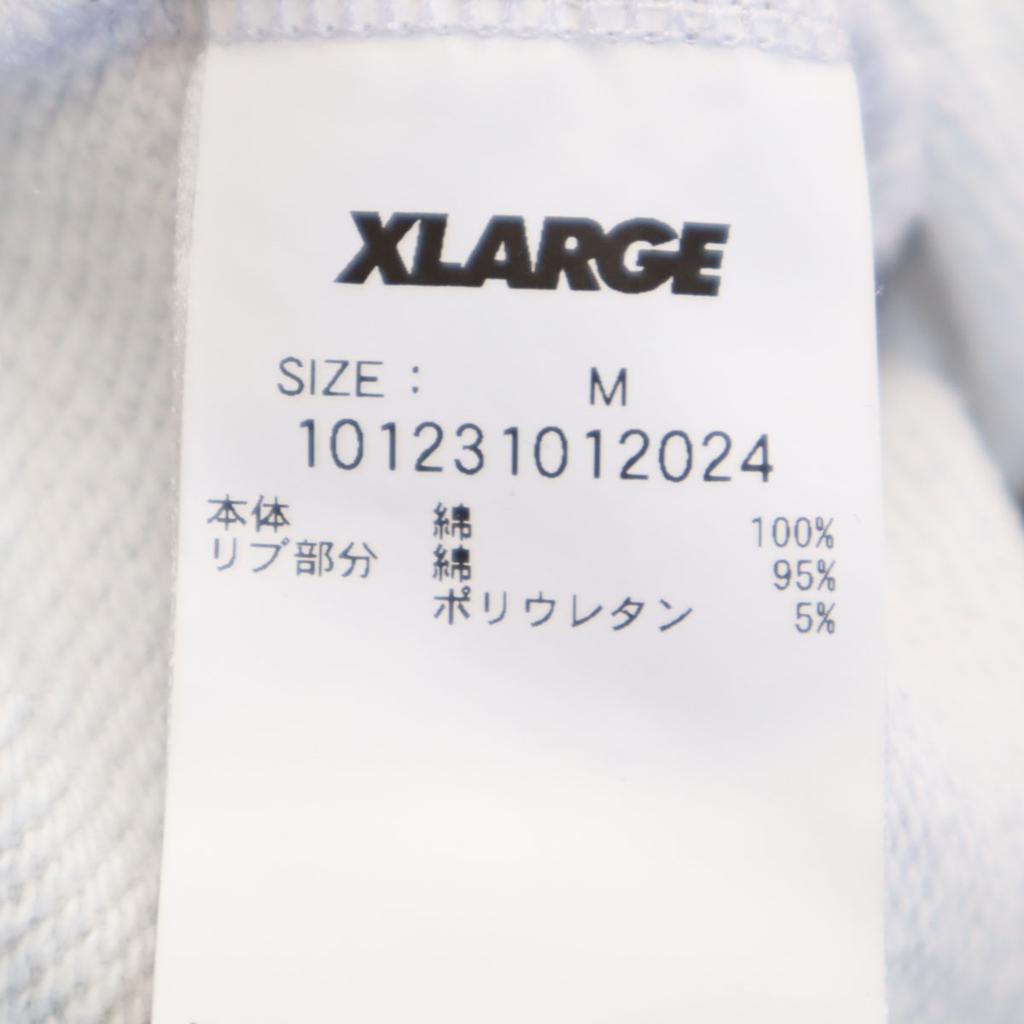 XLARGE
SIZE : M
101231012024
本体 綿 100%
リブ部分 綿 95%
ポリウレタン 5%